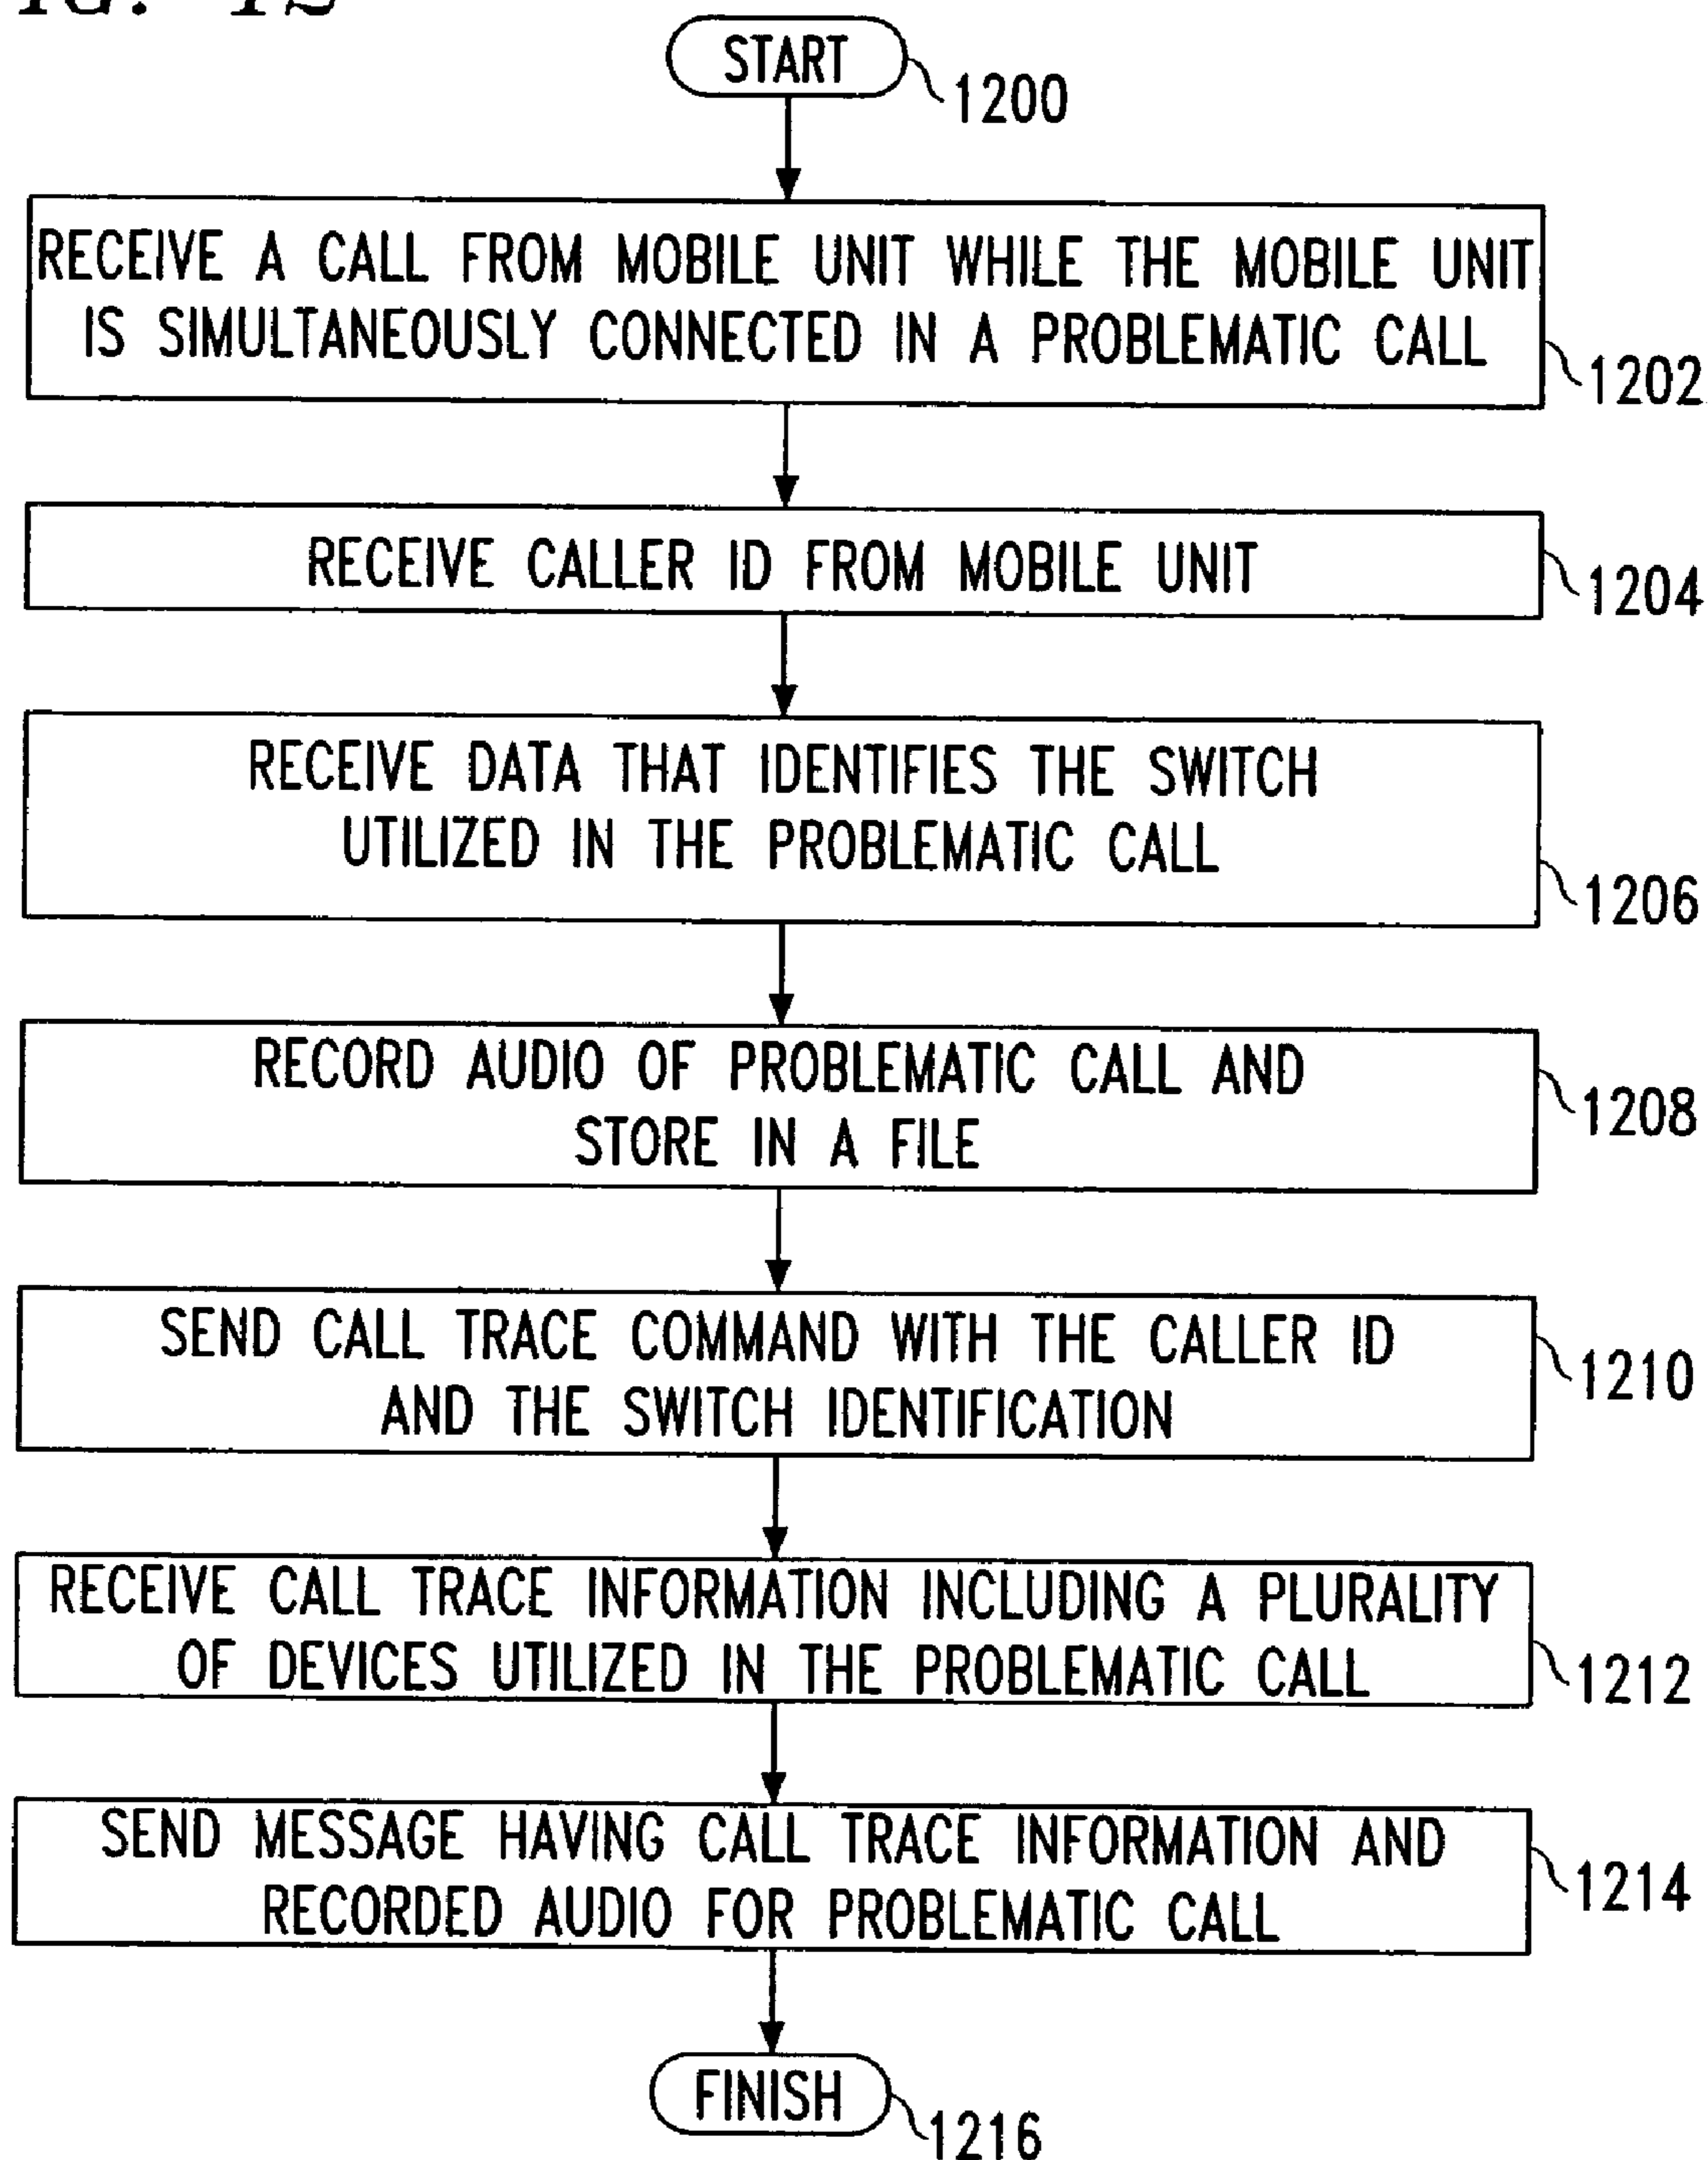 START
1200
RECEIVE A CALL FROM MOBILE UNIT WHILE THE MOBILE UNIT
IS SIMULTANEOUSLY CONNECTED IN A PROBLEMATIC CALL
1202
RECEIVE CALLER ID FROM MOBILE UNIT
1204
RECEIVE DATA THAT IDENTIFIES THE SWITCH
UTILIZED IN THE PROBLEMATIC CALL
1206
RECORD AUDIO OF PROBLEMATIC CALL AND
STORE IN A FILE
1208
SEND CALL TRACE COMMAND WITH THE CALLER ID
AND THE SWITCH IDENTIFICATION
1210
RECEIVE CALL TRACE INFORMATION INCLUDING A PLURALITY
OF DEVICES UTILIZED IN THE PROBLEMATIC CALL
1212
SEND MESSAGE HAVING CALL TRACE INFORMATION AND
RECORDED AUDIO FOR PROBLEMATIC CALL
1214
FINISH
1216